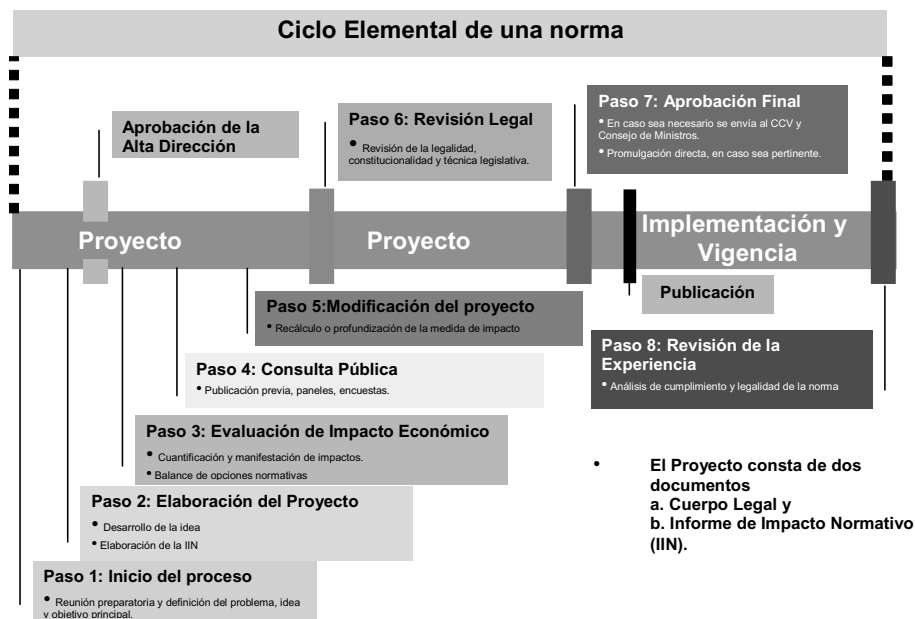 Ciclo Elemental de una norma
Aprobación de la
Alta Dirección
Paso 6: Revisión Legal
• Revisión de la legalidad,
constitucionalidad y técnica legislativa.
Paso 7: Aprobación Final
• En caso sea necesario se envía al CCV y
Consejo de Ministros.
• Promulgación directa, en caso sea pertinente.
Proyecto
Proyecto
Implementación y
Vigencia
Publicación
Paso 5:Modificación del proyecto
• Recálculo o profundización de la medida de impacto
Paso 8: Revisión de la
Experiencia
• Análisis de cumplimiento y legalidad de la norma
Paso 4: Consulta Pública
• Publicación previa, paneles, encuestas.
Paso 3: Evaluación de Impacto Económico
• Cuantificación y manifestación de impactos.
• Balance de opciones normativas
Paso 2: Elaboración del Proyecto
• Desarrollo de la idea
• Elaboración de la IIN
Paso 1: Inicio del proceso
• Reunión preparatoria y definición del problema, idea
y objetivo principal.
• El Proyecto consta de dos
documentos
a. Cuerpo Legal y
b. Informe de Impacto Normativo
(IIN).